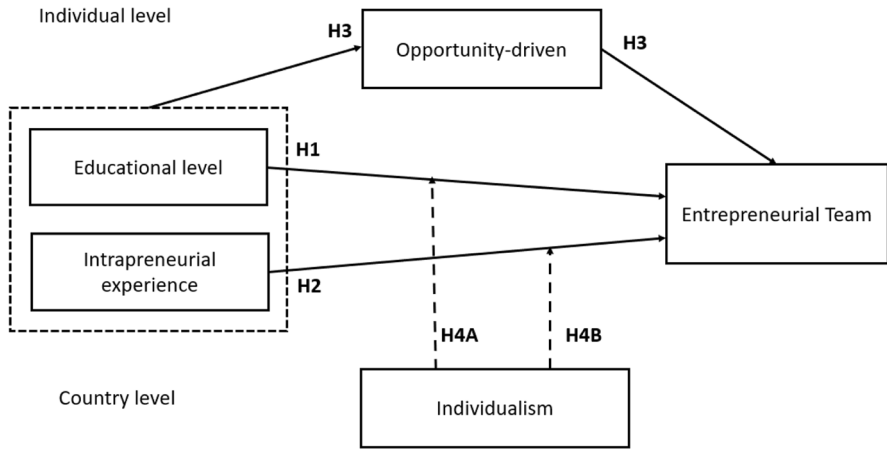 Individual level
H3
Opportunity-driven
H3
Educational level
H1
Entrepreneurial Team
Intrapreneurial
experience
H2
H4A
H4B
Country level
Individualism